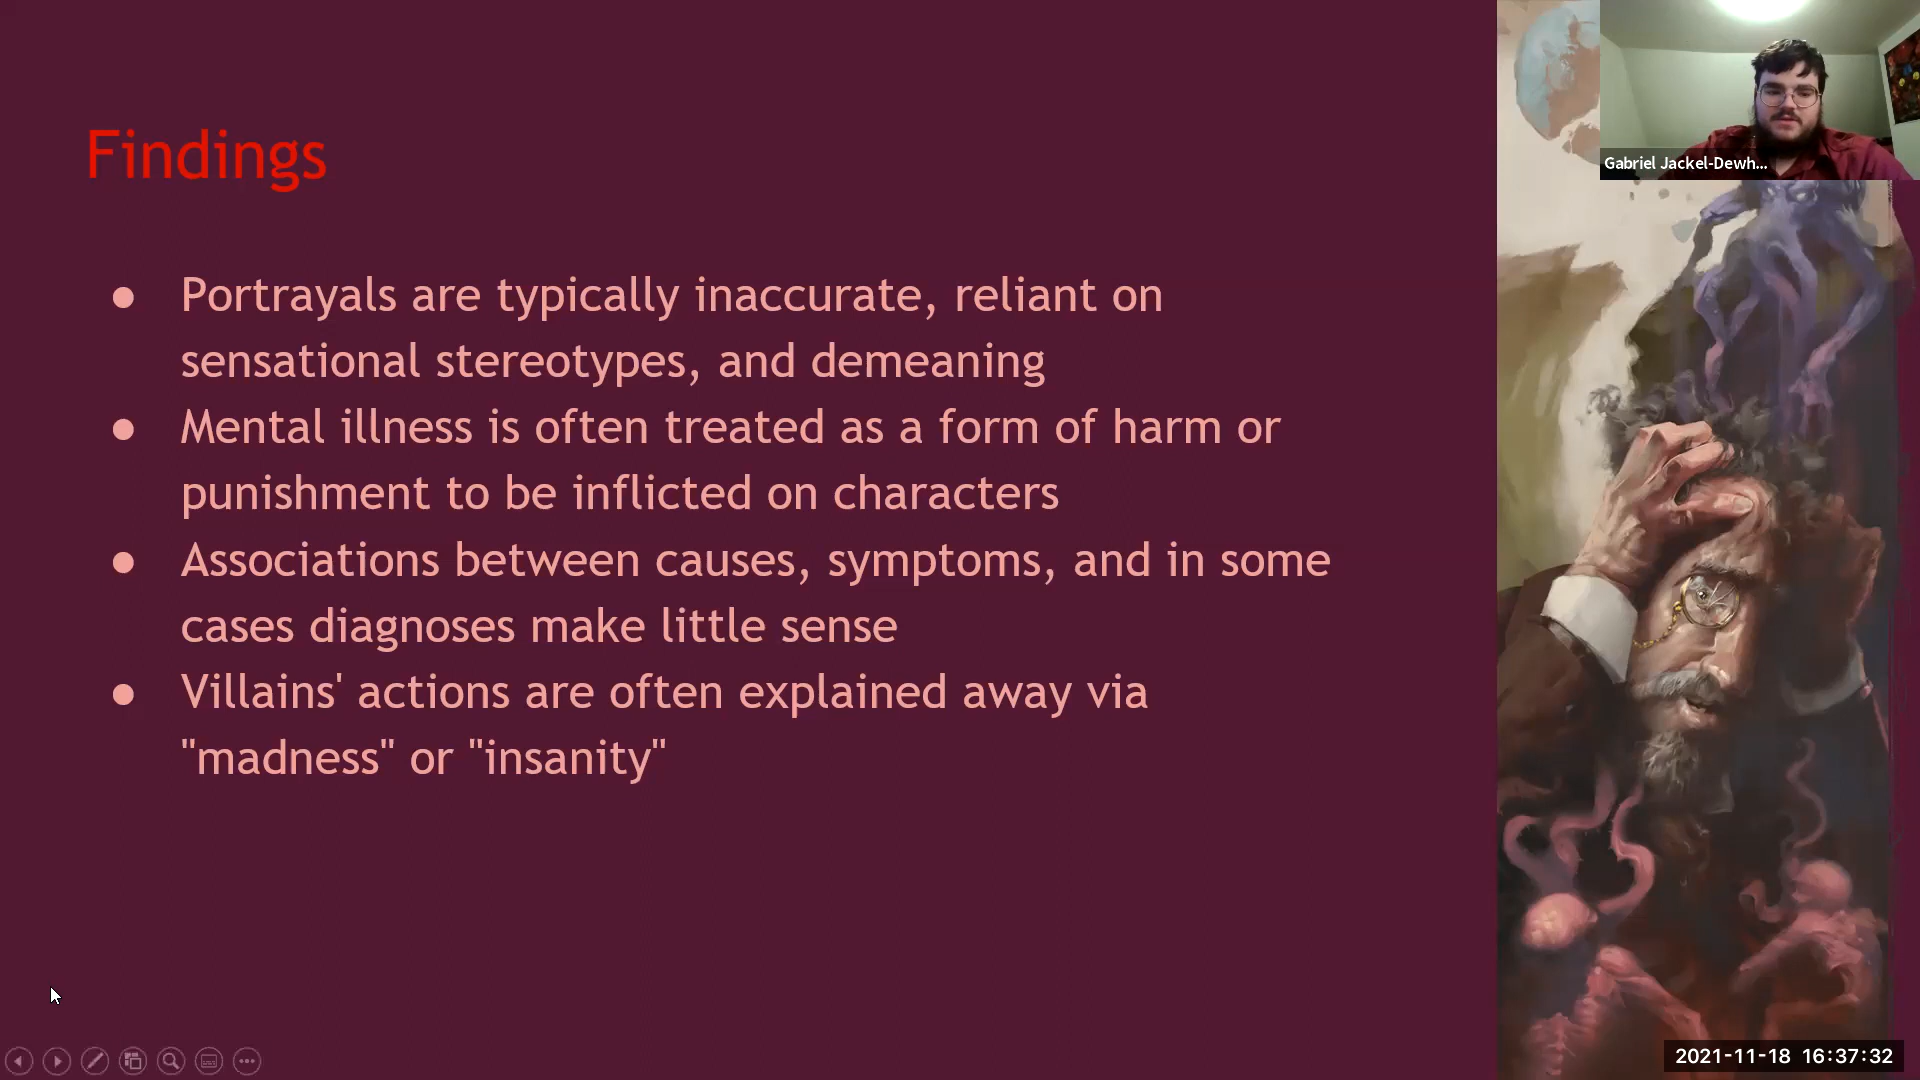 Findings
Gabriel Jackel-Dewh...
● Portrayals are typically inaccurate, reliant on
sensational stereotypes, and demeaning
● Mental illness is often treated as a form of harm or
punishment to be inflicted on characters
● Associations between causes, symptoms, and in some
cases diagnoses make little sense
● Villains' actions are often explained away via
"madness" or "insanity"
2021-11-18 16:37:32